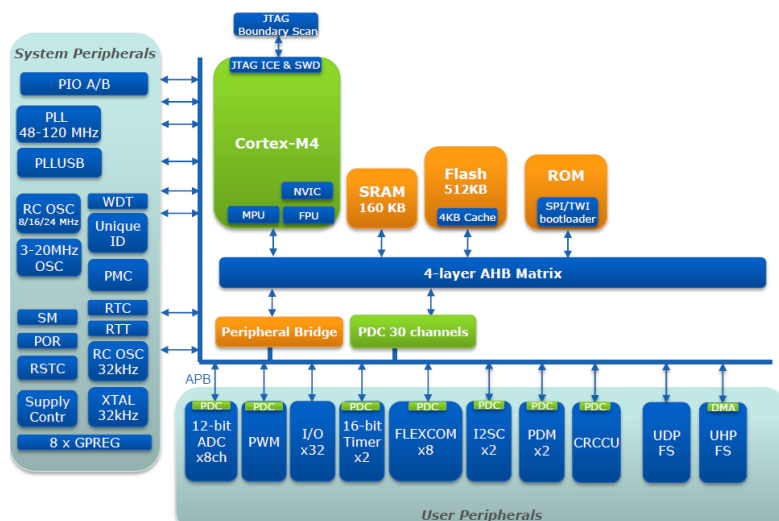 JTAG
Boundary Scan
System Peripherals
JTAG ICE & SWD
PIO A/B
PLL
48-120 MHz
Cortex-M4
PLLUSB
Flash
512KB
ROM
SRAM
160 KB
NVIC
MPU
FPU
4KB Cache
SPI/TWI
bootloader
RC OSC
8/16/24 MHz
WDT
Unique
ID
3-20MHz
OSC
PMC
4-layer AHB Matrix
SM
RTC
POR
RTT
Peripheral Bridge
PDC 30 channels
RSTC
RC OSC
32kHz
Supply
Contr
XTAL
32kHz
8 x GPREG
APB
PDC
12-bit
ADC
x8ch
PDC
PWM
I/O
x32
PDC
16-bit
Timer
x2
PDC
FLEXCOM
x8
PDC
I2SC
x2
PDC
PDM
x2
PDC
CRCCU
UDP
FS
DMA
UHP
FS
User Peripherals